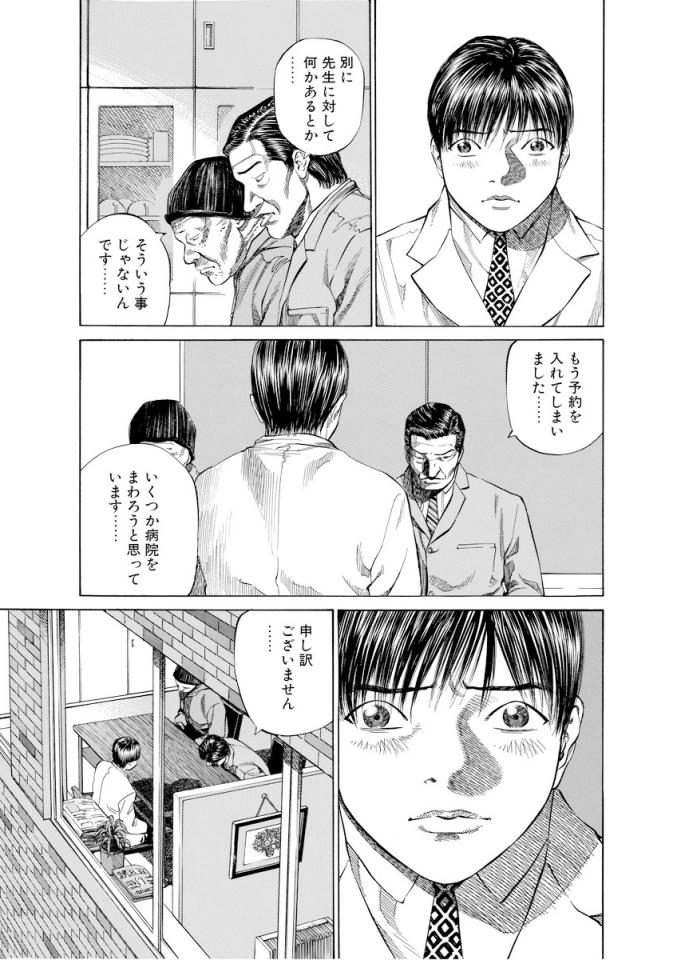 別に
先生に対して
何かあるとか
……
そういう事
じゃないん
です……
もう予約を
入れてしまい
ました……
いくつか病院を
まわろうと思って
います……
申し訳
ございません
……